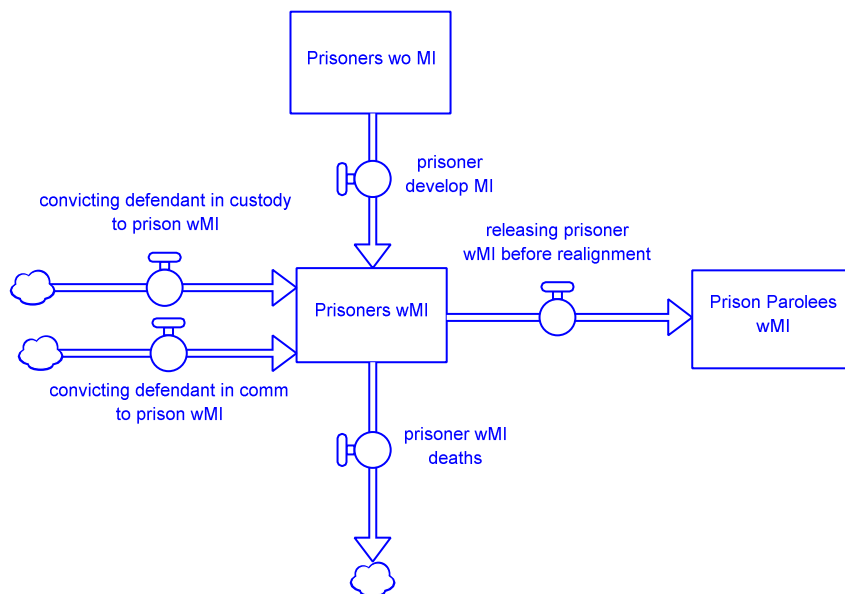 Prisoners wo MI
prisoner
develop MI
convicting defendant in custody
to prison wMI
releasing prisoner
wMI before realignment
Prisoners wMI
Prison Parolees
wMI
convicting defendant in comm
to prison wMI
prisoner wMI
deaths